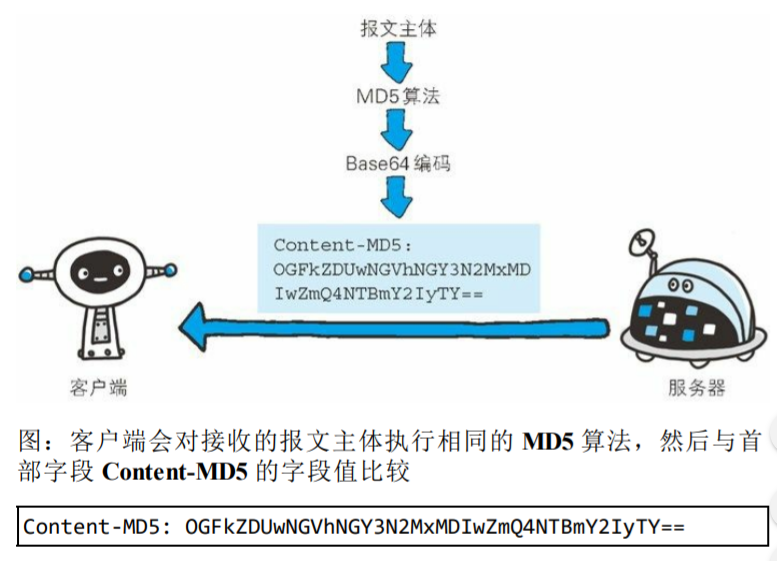 报文主体
MD5算法
Base64 编码
Content-MD5:
OGFkZDUwNGVhNGY3N2MxMD
IwZmQ4NTBmY2IyTY==
客户端
服务器
图：客户端会对接收的报文主体执行相同的 MD5 算法，然后与首
部字段 Content-MD5 的字段值比较
Content-MD5: OGFkZDUwNGVhNGY3N2MxMDIwZmQ4NTBmY2IyTY==